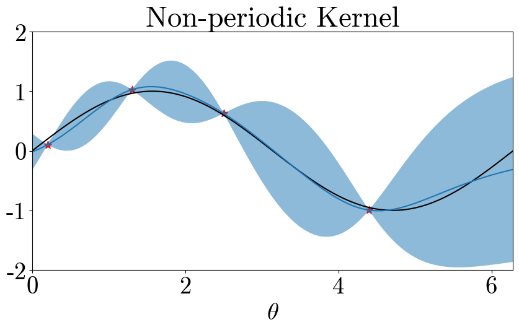 Non-periodic Kernel
2
1
0
-1
-2
0 2 4 6
θ